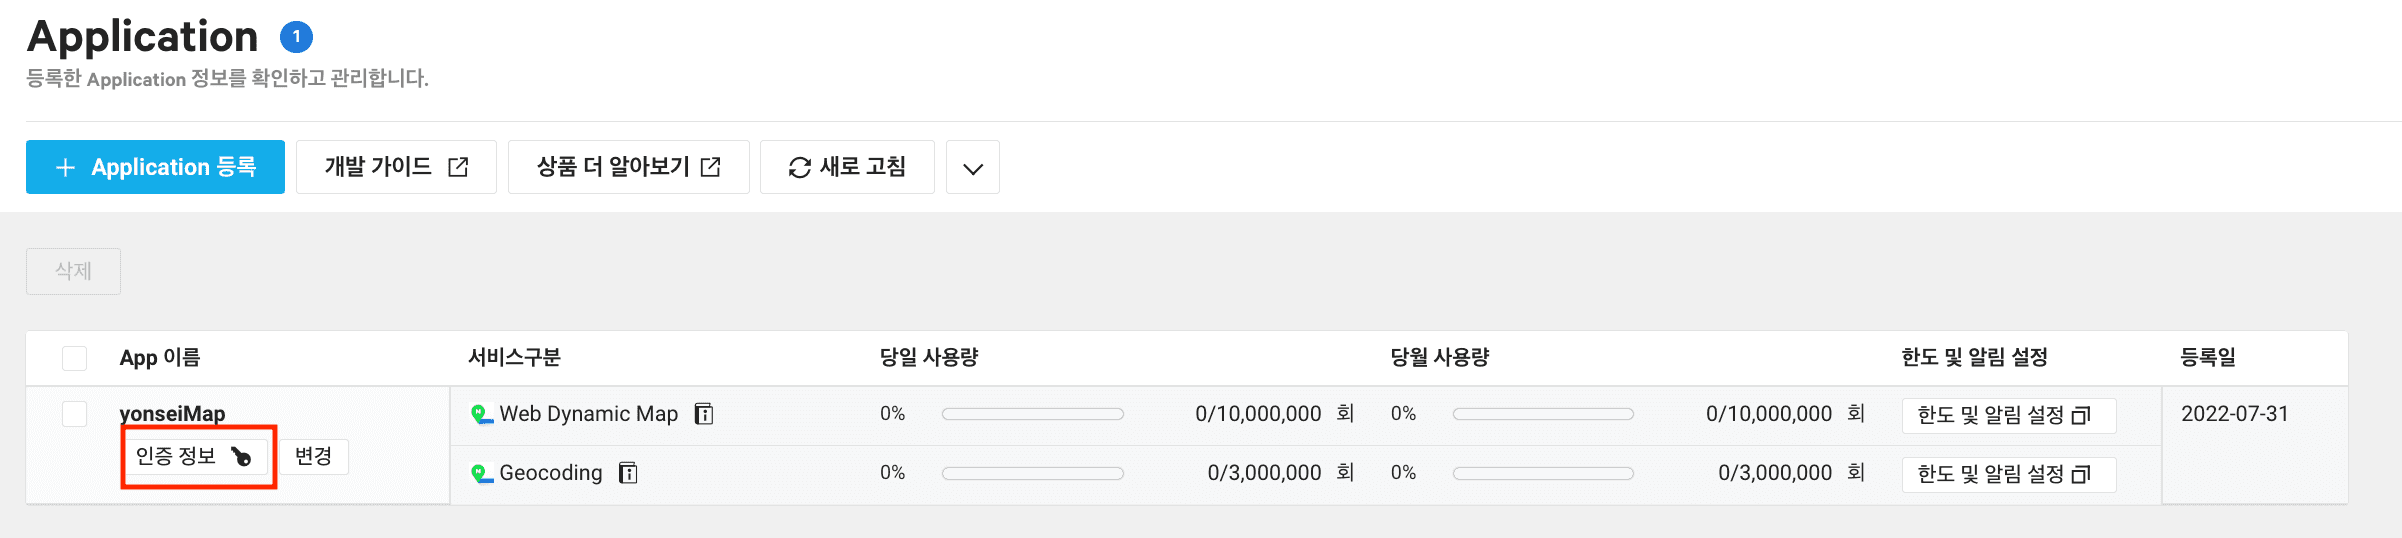 Application 1
등록한 Application 정보를 확인하고 관리합니다.
+ Application 등록 개발 가이드 상품 더 알아보기 새로 고침
삭제
App 이름 서비스구분 당일 사용량 당월 사용량 한도 및 알림 설정 등록일
yonseiMap Web Dynamic Map 0% 0/10,000,000 회 0% 0/10,000,000 회 한도 및 알림 설정 2022-07-31
인증 정보 변경
Geocoding 0% 0/3,000,000 회 0% 0/3,000,000 회 한도 및 알림 설정